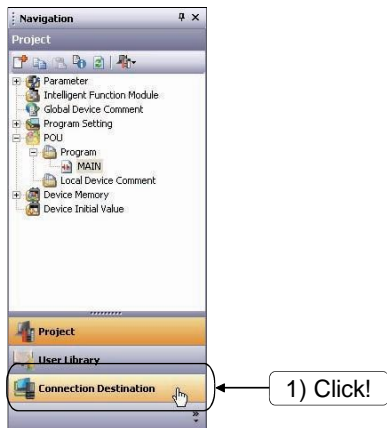 Navigation
Project
Parameter
Intelligent Function Module
Global Device Comment
Program Setting
POU
Program
MAIN
Local Device Comment
Device Memory
Device Initial Value
Project
User Library
Connection Destination
1) Click!